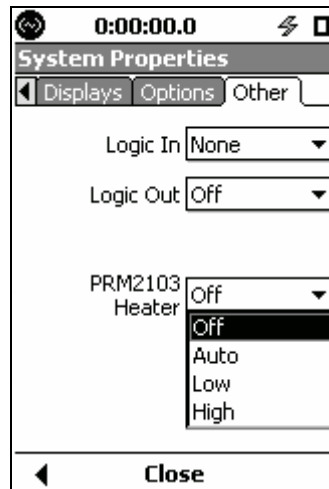 0:00:00.0
System Properties
Displays Options Other
Logic In None
Logic Out Off
PRM2103
Heater Off
Off
Auto
Low
High
Close